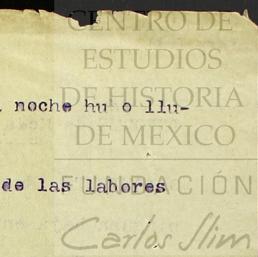 CENTRO DE
ESTUDIOS
DE HISTORIA
DE MEXICO
FUNDACIÓN
Carlos Slim
noche hu o llu-
de las labores